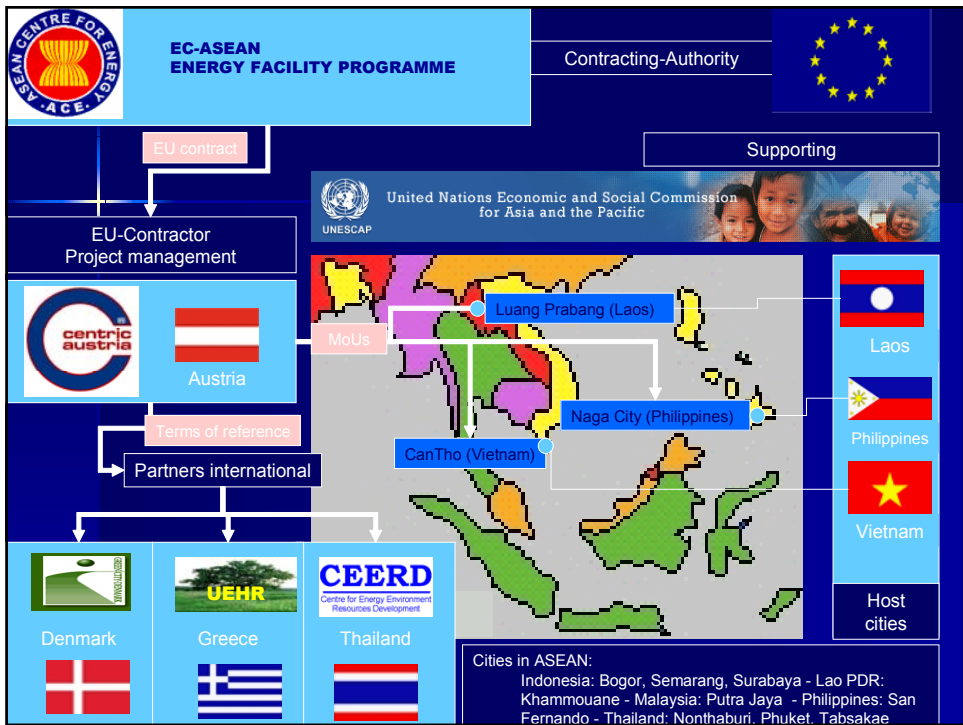 ASEAN CENTRE FOR ENERGY
·ACE·
EC-ASEAN
ENERGY FACILITY PROGRAMME
Contracting-Authority
EU contract
Supporting
UNESCAP
United Nations Economic and Social Commission
for Asia and the Pacific
EU-Contractor
Project management
centric
austria
®
Austria
MoUs
Luang Prabang (Laos)
Naga City (Philippines)
CanTho (Vietnam)
Laos
Philippines
Vietnam
Host
cities
Terms of reference
Partners international
UEHR
CEERD
Centre for Energy Environment
Resources Development
Denmark
Greece
Thailand
Cities in ASEAN:
Indonesia: Bogor, Semarang, Surabaya - Lao PDR:
Khammouane - Malaysia: Putra Jaya - Philippines: San
Fernando - Thailand: Nonthaburi, Phuket, Tabsakae